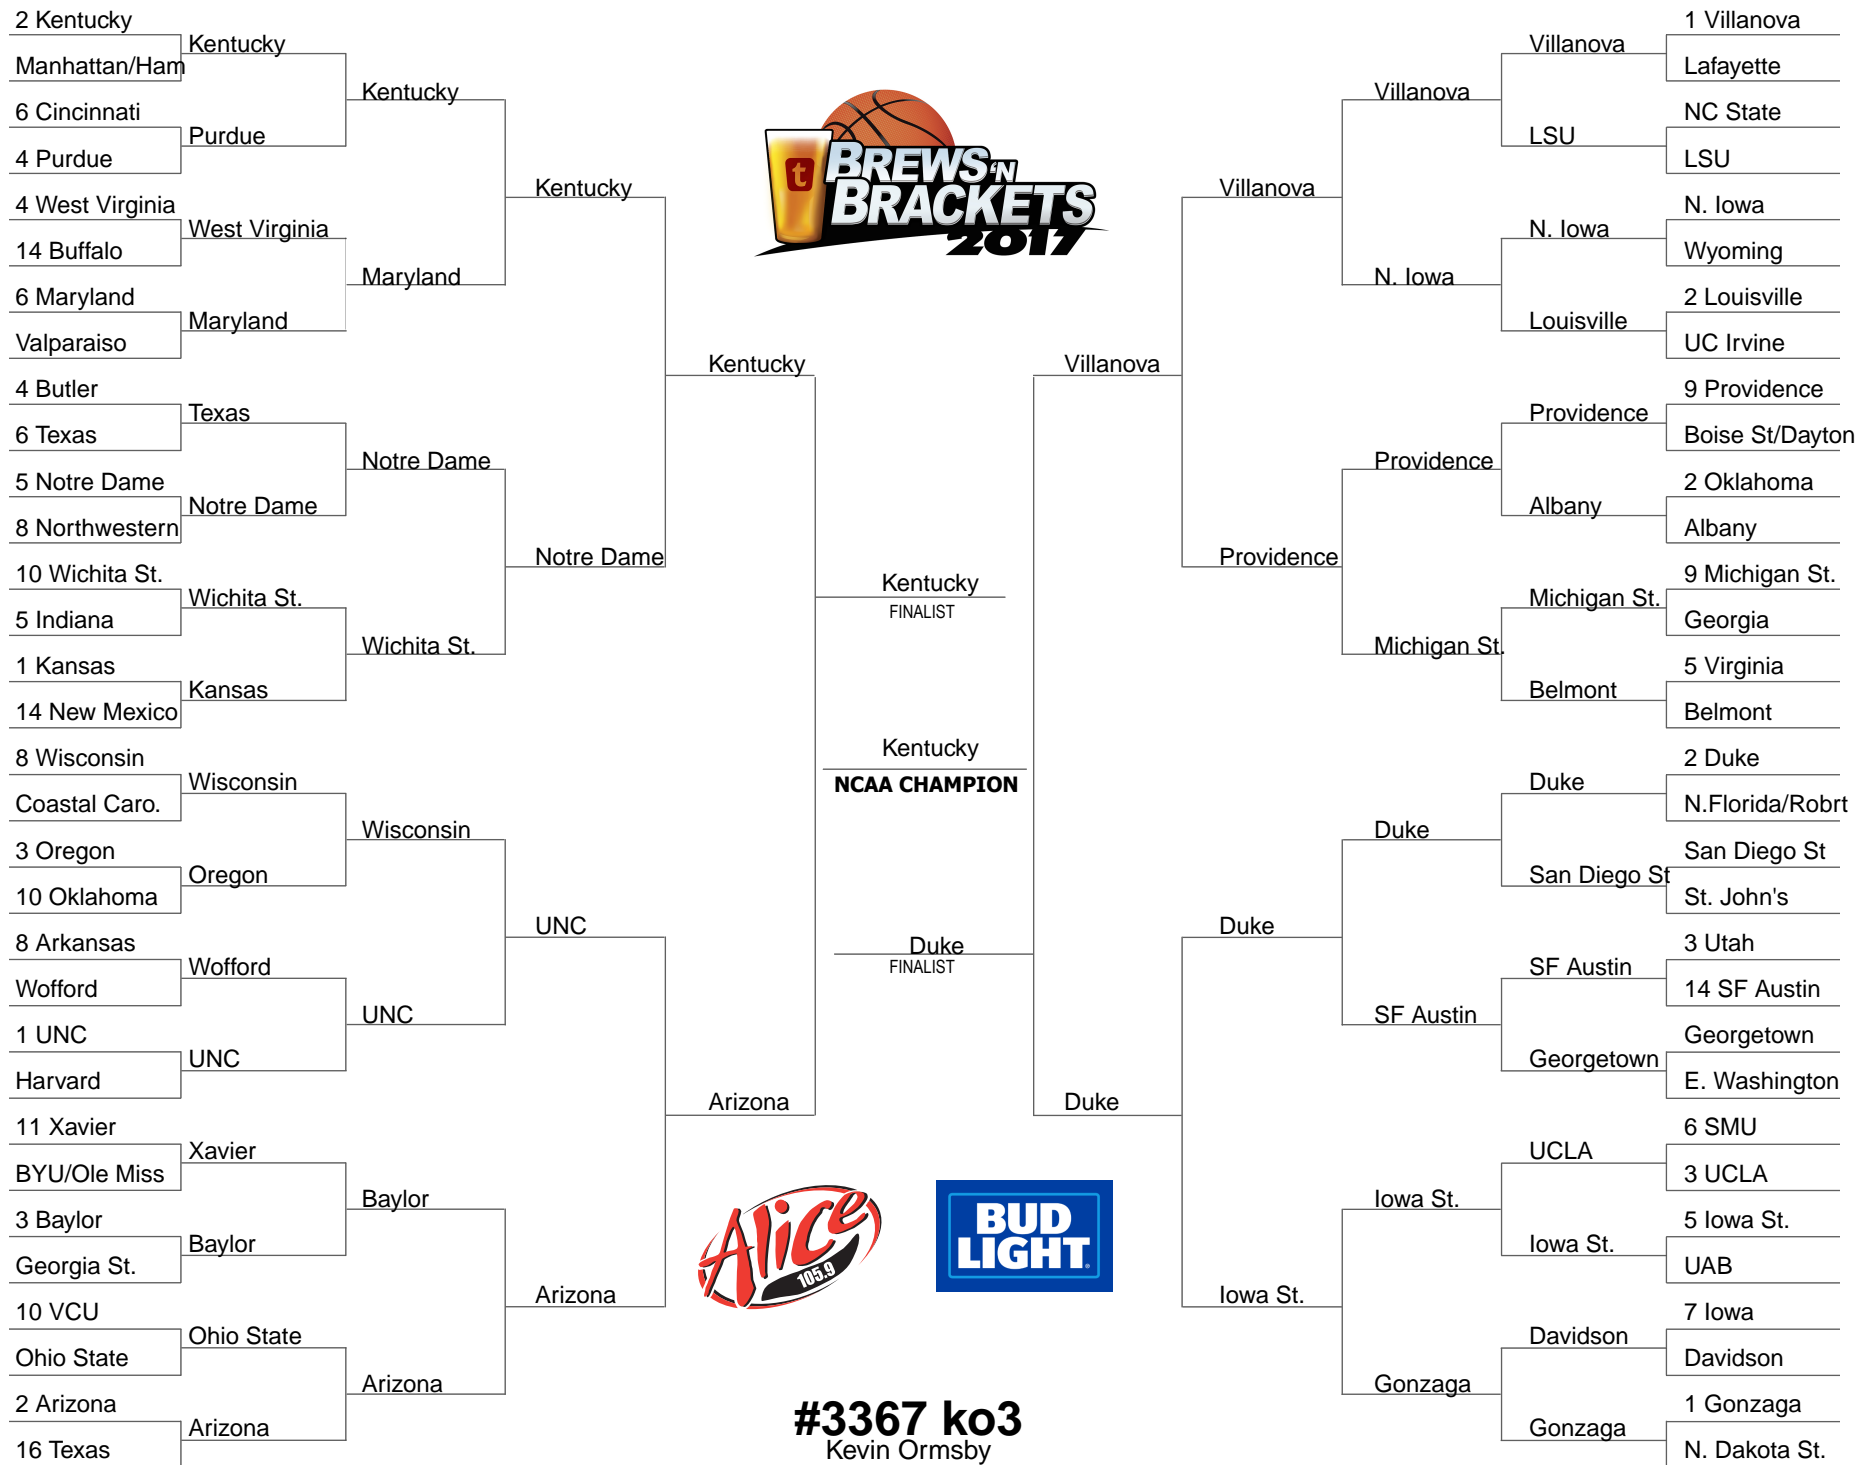 2 Kentucky
Manhattan/Ham
6 Cincinnati
4 Purdue
4 West Virginia
14 Buffalo
6 Maryland
Valparaiso
4 Butler
6 Texas
5 Notre Dame
8 Northwestern
10 Wichita St.
5 Indiana
1 Kansas
14 New Mexico
8 Wisconsin
Coastal Caro.
3 Oregon
10 Oklahoma
8 Arkansas
Wofford
1 UNC
Harvard
11 Xavier
BYU/Ole Miss
3 Baylor
Georgia St.
10 VCU
Ohio State
2 Arizona
16 Texas
Kentucky
Purdue
West Virginia
Maryland
Texas
Notre Dame
Wichita St.
Kansas
Wisconsin
Oregon
Wofford
UNC
Xavier
Baylor
Ohio State
Arizona
Kentucky
Maryland
Notre Dame
Wichita St.
Wisconsin
UNC
Baylor
Arizona
Kentucky
Notre Dame
UNC
Arizona
Kentucky
Arizona
t
BREWS 'N
BRACKETS
2017
Kentucky
FINALIST
Kentucky
NCAA CHAMPION
Duke
FINALIST
Alice
105.9
BUD
LIGHT
#3367 ko3
Kevin Ormsby
Villanova
Duke
Villanova
Providence
Duke
Iowa St.
Villanova
N. Iowa
Providence
Michigan St.
Duke
SF Austin
Iowa St.
Gonzaga
Villanova
LSU
N. Iowa
Louisville
Providence
Albany
Michigan St.
Belmont
Duke
San Diego St
SF Austin
Georgetown
UCLA
Iowa St.
Davidson
Gonzaga
1 Villanova
Lafayette
NC State
LSU
N. Iowa
Wyoming
2 Louisville
UC Irvine
9 Providence
Boise St/Dayton
2 Oklahoma
Albany
9 Michigan St.
Georgia
5 Virginia
Belmont
2 Duke
N.Florida/Robrt
San Diego St
St. John's
3 Utah
14 SF Austin
Georgetown
E. Washington
6 SMU
3 UCLA
5 Iowa St.
UAB
7 Iowa
Davidson
1 Gonzaga
N. Dakota St.